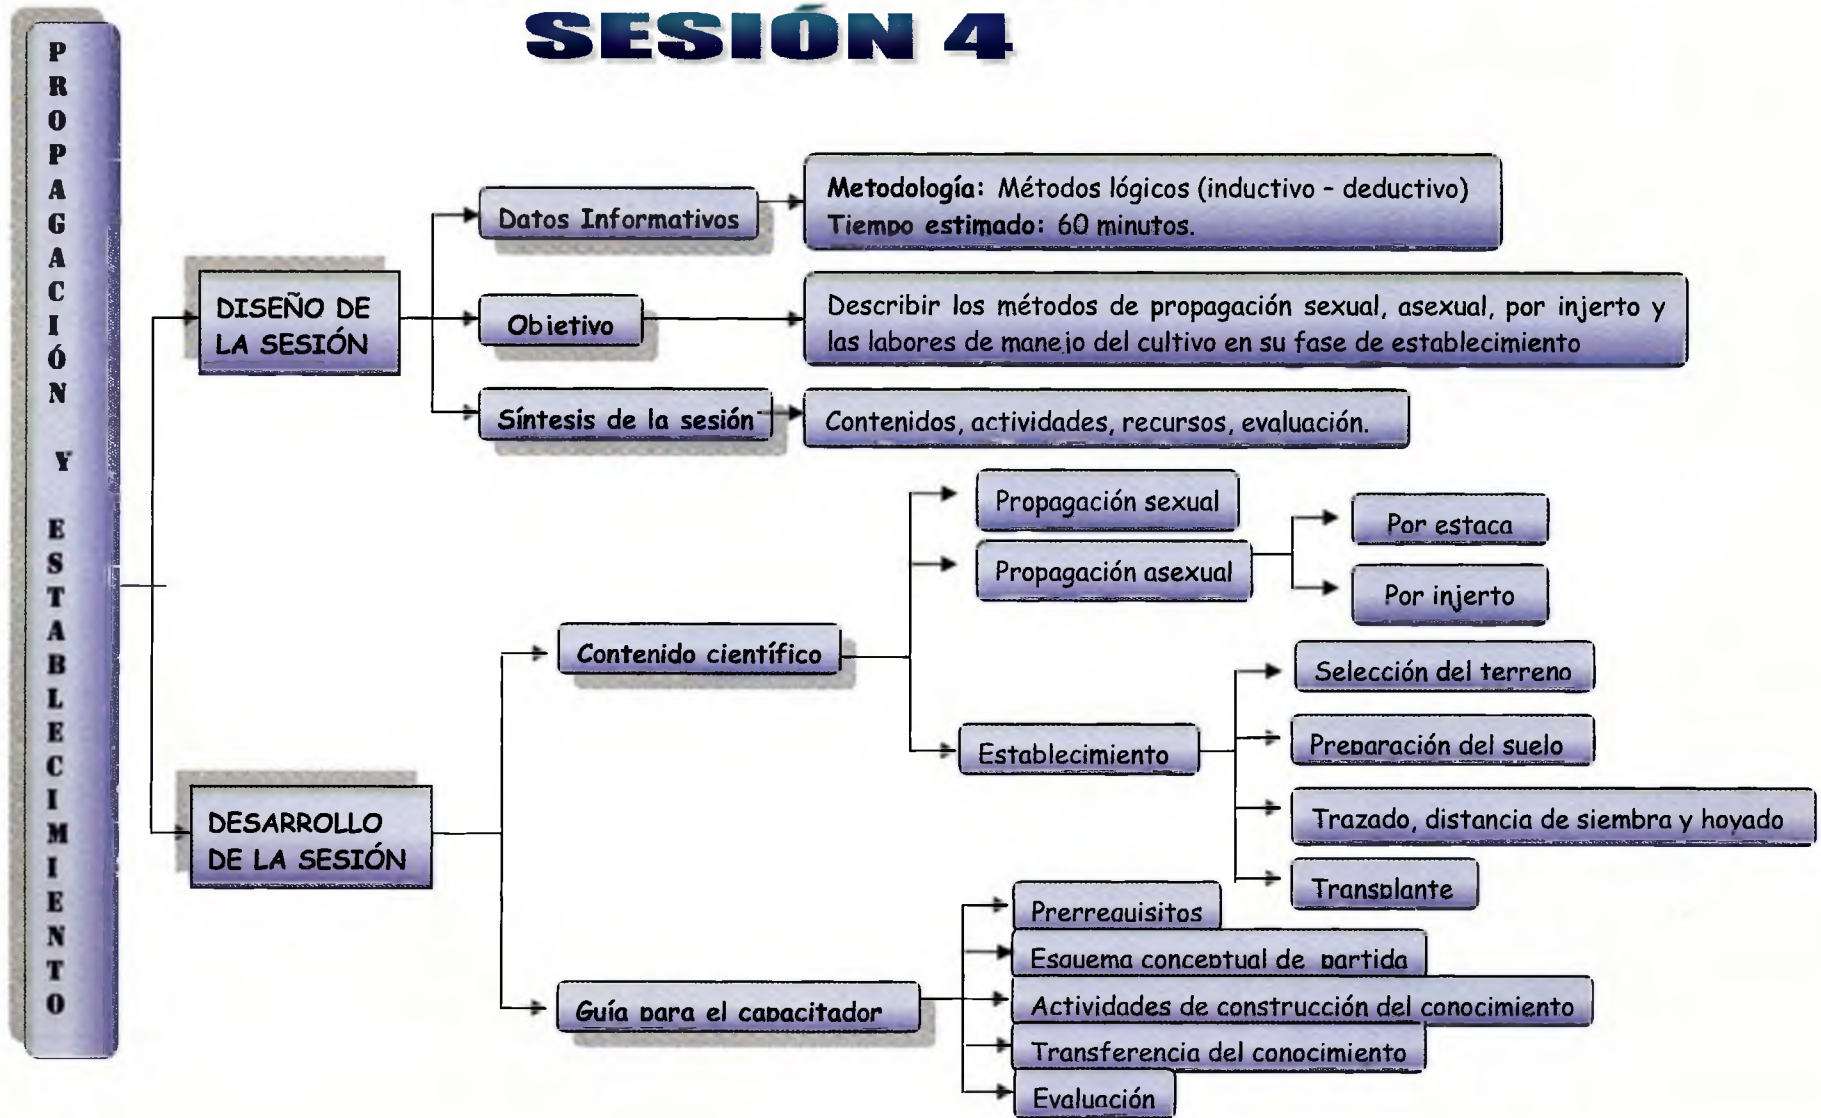 SESIÓN 4
PROPAGACIÓN Y ESTABLECIMIENTO
DISEÑO DE
LA SESIÓN
Datos Informativos
Metodología: Métodos lógicos (inductivo - deductivo)
Tiempo estimado: 60 minutos.
Objetivo
Describir los métodos de propagación sexual, asexual, por injerto y
las labores de manejo del cultivo en su fase de establecimiento
Síntesis de la sesión
Contenidos, actividades, recursos, evaluación.
DESARROLLO
DE LA SESIÓN
Contenido científico
Propagación sexual
Propagación asexual
Por estaca
Por injerto
Establecimiento
Selección del terreno
Preparación del suelo
Trazado, distancia de siembra y hoyado
Transplante
Guía para el capacitador
Prerrequisitos
Esquema conceptual de partida
Actividades de construcción del conocimiento
Transferencia del conocimiento
Evaluación